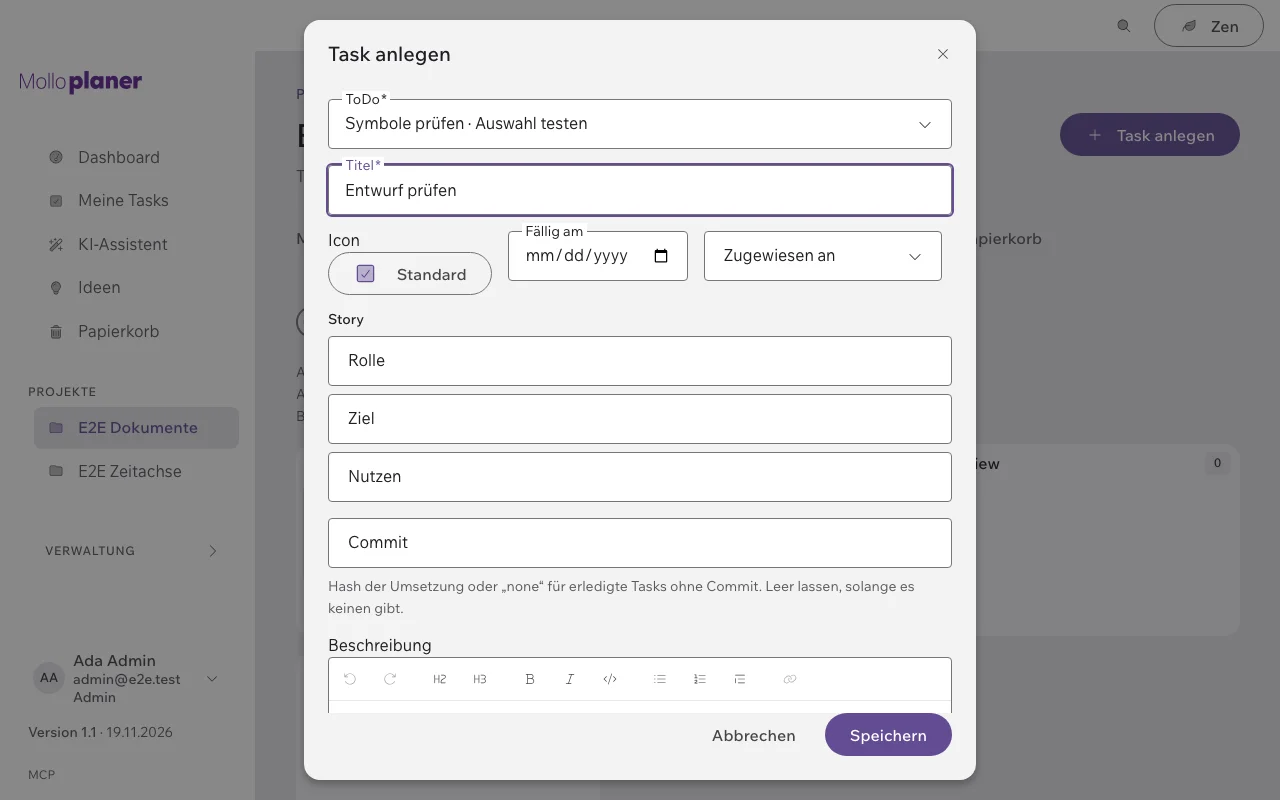 Zen
Molloplaner
Dashboard
Meine Tasks
KI-Assistent
Ideen
Papierkorb
PROJEKTE
E2E Dokumente
E2E Zeitachse
VERWALTUNG
AA
Ada Admin
admin@e2e.test
Admin
Version 1.1 · 19.11.2026
MCP
Task anlegen
Task anlegen
ToDo*
Symbole prüfen · Auswahl testen
Titel*
Entwurf prüfen
Icon
Standard
Fällig am
mm/dd/yyyy
Zugewiesen an
Story
Rolle
Ziel
Nutzen
Commit
Hash der Umsetzung oder „none“ für erledigte Tasks ohne Commit. Leer lassen, solange es
keinen gibt.
Beschreibung
H2 H3 B I </>
Abbrechen
Speichern
0